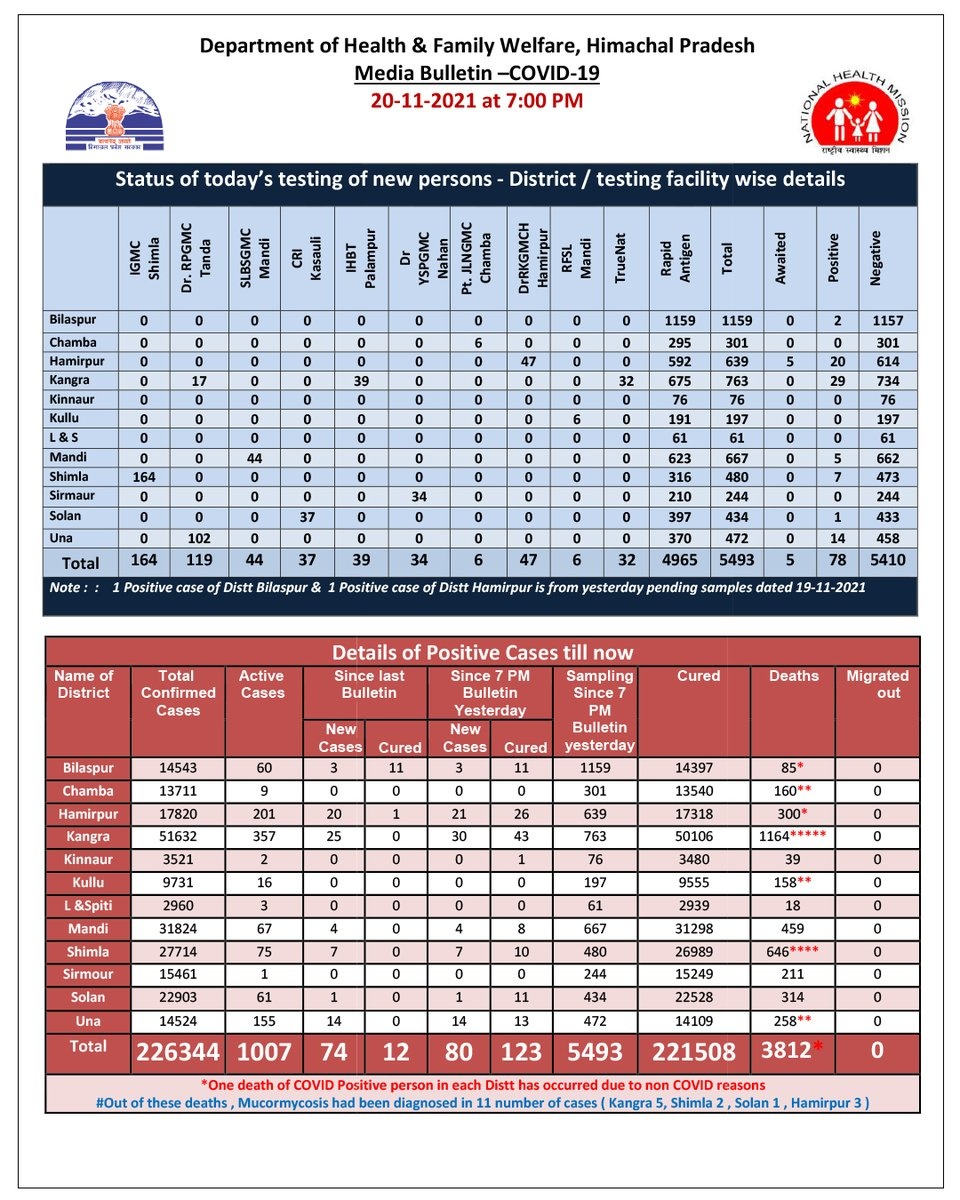 Department of Health & Family Welfare, Himachal Pradesh
Media Bulletin –COVID-19
20-11-2021 at 7:00 PM
हिमाचल प्रदेश सरकार
NATIONAL HEALTH MISSION
राष्ट्रीय स्वास्थ्य मिशन
Status of today's testing of new persons - District / testing facility wise details
IGMC Shimla Dr. RPGMC Tanda SLBSGMC Mandi CRI Kasauli IHBT Palampur Dr YSPGMC Nahan Pt. JLNGMC Chamba DrRKGMCH Hamirpur RFSL Mandi TrueNat Rapid Antigen Total Awaited Positive Negative
Bilaspur 0 0 0 0 0 0 0 0 0 0 1159 1159 0 2 1157
Chamba 0 0 0 0 0 0 6 0 0 0 295 301 0 0 301
Hamirpur 0 0 0 0 0 0 0 47 0 0 592 639 5 20 614
Kangra 0 17 0 0 39 0 0 0 0 32 675 763 0 29 734
Kinnaur 0 0 0 0 0 0 0 0 0 0 76 76 0 0 76
Kullu 0 0 0 0 0 0 0 0 6 0 191 197 0 0 197
L & S 0 0 0 0 0 0 0 0 0 0 61 61 0 0 61
Mandi 0 0 44 0 0 0 0 0 0 0 623 667 0 5 662
Shimla 164 0 0 0 0 0 0 0 0 0 316 480 0 7 473
Sirmaur 0 0 0 0 0 34 0 0 0 0 210 244 0 0 244
Solan 0 0 0 37 0 0 0 0 0 0 397 434 0 1 433
Una 0 102 0 0 0 0 0 0 0 0 370 472 0 14 458
Total 164 119 44 37 39 34 6 47 6 32 4965 5493 5 78 5410
Note : : 1 Positive case of Distt Bilaspur & 1 Positive case of Distt Hamirpur is from yesterday pending samples dated 19-11-2021
Details of Positive Cases till now
Name of District Total Confirmed Cases Active Cases Since last Bulletin Since 7 PM Bulletin Yesterday Sampling Since 7 PM Bulletin yesterday Cured Deaths Migrated out
New Cases Cured New Cases Cured
Bilaspur 14543 60 3 11 3 11 1159 14397 85* 0
Chamba 13711 9 0 0 0 0 301 13540 160** 0
Hamirpur 17820 201 20 1 21 26 639 17318 300* 0
Kangra 51632 357 25 0 30 43 763 50106 1164***** 0
Kinnaur 3521 2 0 0 0 1 76 3480 39 0
Kullu 9731 16 0 0 0 0 197 9555 158** 0
L &Spiti 2960 3 0 0 0 0 61 2939 18 0
Mandi 31824 67 4 0 4 8 667 31298 459 0
Shimla 27714 75 7 0 7 10 480 26989 646**** 0
Sirmour 15461 1 0 0 0 0 244 15249 211 0
Solan 22903 61 1 0 1 11 434 22528 314 0
Una 14524 155 14 0 14 13 472 14109 258** 0
Total 226344 1007 74 12 80 123 5493 221508 3812* 0
*One death of COVID Positive person in each Distt has occurred due to non COVID reasons
#Out of these deaths , Mucormycosis had been diagnosed in 11 number of cases ( Kangra 5, Shimla 2 , Solan 1 , Hamirpur 3 )